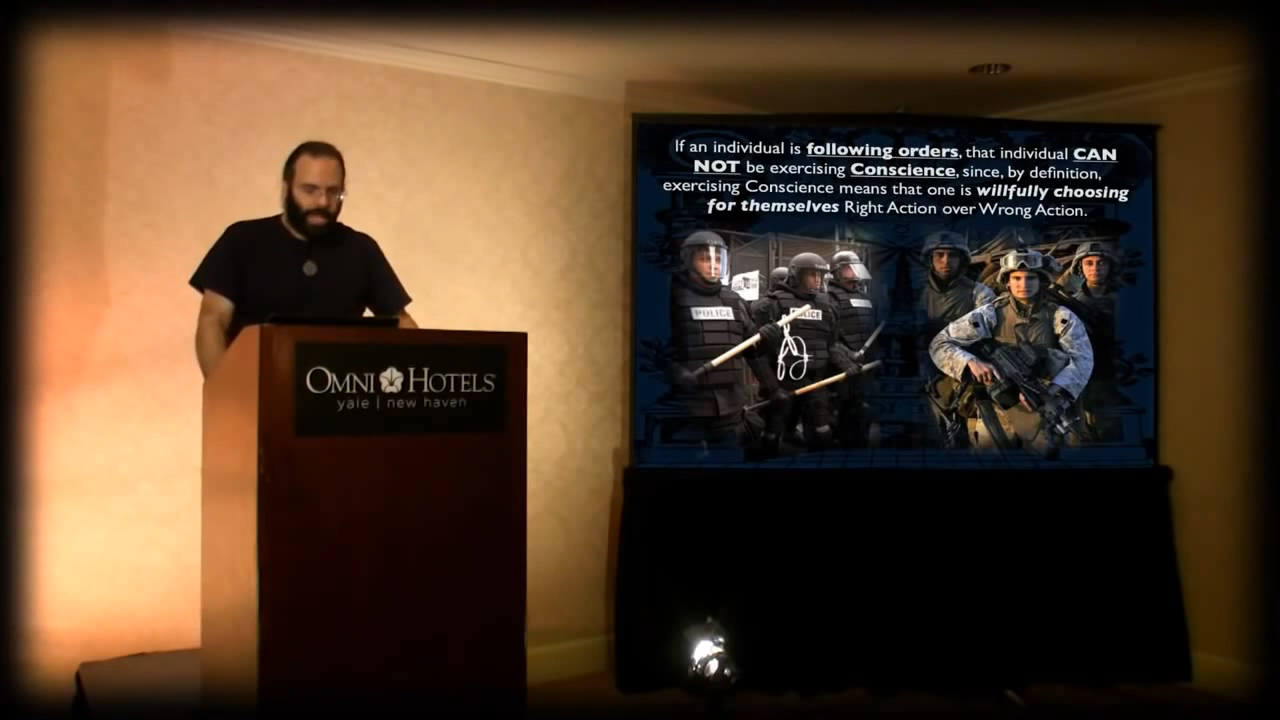 If an individual is following orders, that individual CAN
NOT be exercising Conscience, since, by definition,
exercising Conscience means that one is willfully choosing
for themselves Right Action over Wrong Action.
POLICE
POLICE
OMNI HOTELS
yale | new haven